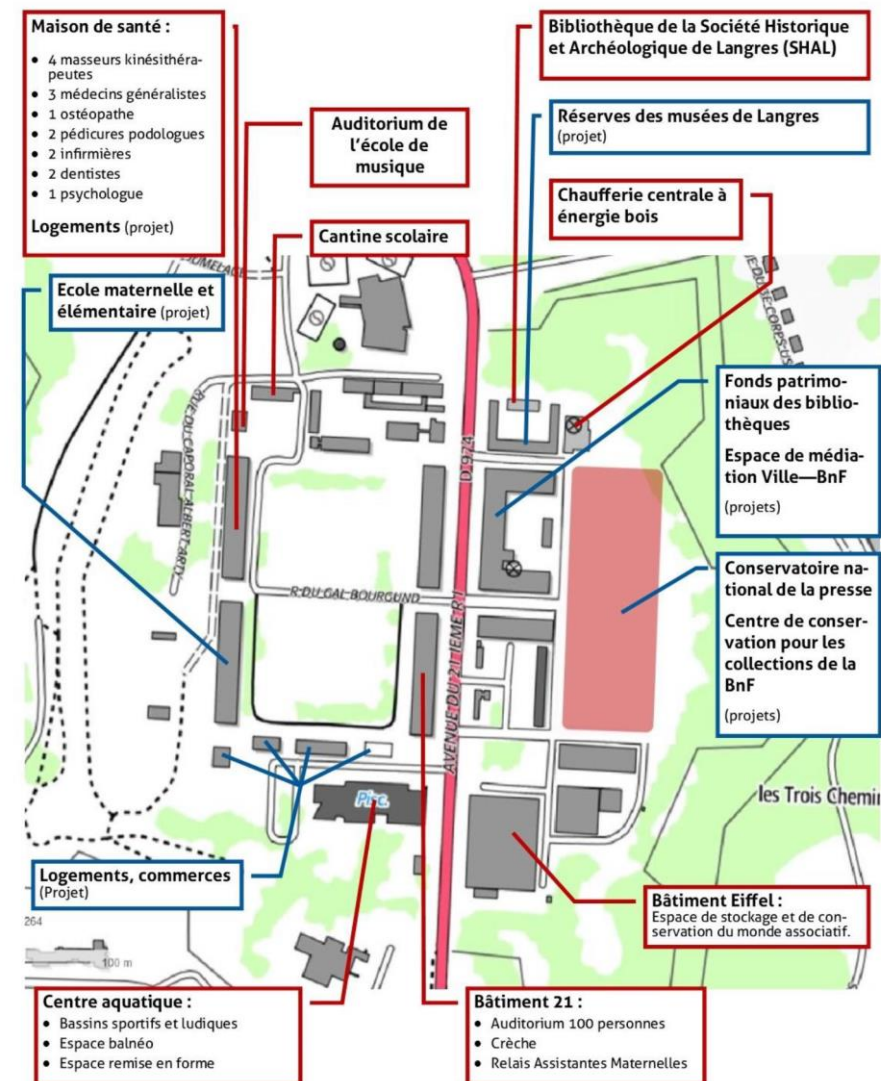 Maison de santé :
• 4 masseurs kinésithéra-
peutes
• 3 médecins généralistes
• 1 ostéopathe
• 2 pédicures podologues
• 2 infirmières
• 2 dentistes
• 1 psychologue
Logements (projet)
Bibliothèque de la Société Historique
et Archéologique de Langres (SHAL)
Réserves des musées de Langres
(projet)
Auditorium de
l'école de
musique
Chaufferie centrale à
énergie bois
Cantine scolaire
Ecole maternelle et
élémentaire (projet)
Fonds patrimo-
niaux des biblio-
thèques
Espace de média-
tion Ville—BnF
(projets)
Conservatoire na-
tional de la presse
Centre de conser-
vation pour les
collections de la
BnF
(projets)
RUE DU CAPORAL ALBERT ARTY
D 974
R DU GAL BOURGUND
AVENUE DU 21 IEME R I
les Trois Chemin
Pisc.
Logements, commerces
(Projet)
264
100 m
Bâtiment Eiffel :
Espace de stockage et de con-
servation du monde associatif.
Centre aquatique :
• Bassins sportifs et ludiques
• Espace balnéo
• Espace remise en forme
Bâtiment 21 :
• Auditorium 100 personnes
• Crèche
• Relais Assistantes Maternelles